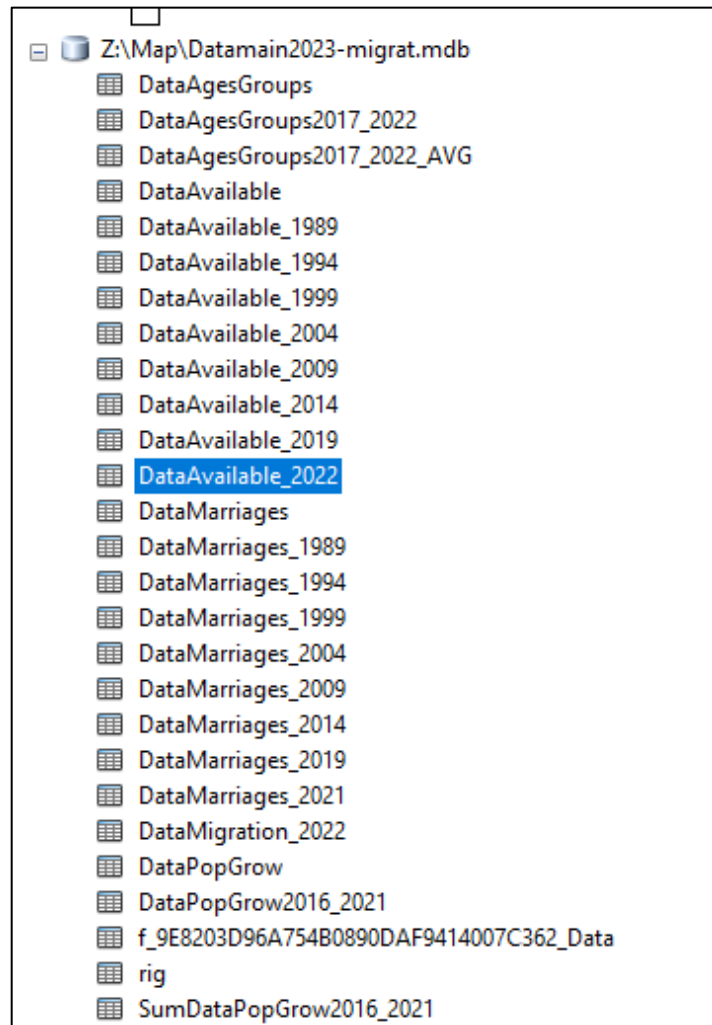 Z:\Map\Datamain2023-migrat.mdb
DataAgesGroups
DataAgesGroups2017_2022
DataAgesGroups2017_2022_AVG
DataAvailable
DataAvailable_1989
DataAvailable_1994
DataAvailable_1999
DataAvailable_2004
DataAvailable_2009
DataAvailable_2014
DataAvailable_2019
DataAvailable_2022
DataMarriages
DataMarriages_1989
DataMarriages_1994
DataMarriages_1999
DataMarriages_2004
DataMarriages_2009
DataMarriages_2014
DataMarriages_2019
DataMarriages_2021
DataMigration_2022
DataPopGrow
DataPopGrow2016_2021
f_9E8203D96A754B0890DAF9414007C362_Data
rig
SumDataPopGrow2016_2021